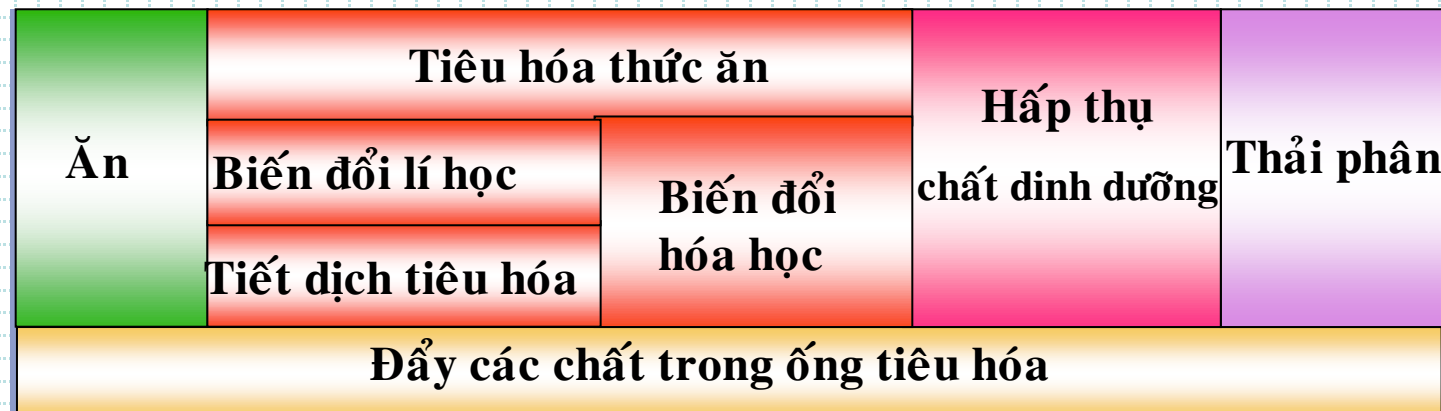 Ăn
Tiêu hóa thức ăn
Biến đổi lí học
Tiết dịch tiêu hóa
Biến đổi
hóa học
Hấp thụ
chất dinh dưỡng
Thải phân
Đẩy các chất trong ống tiêu hóa